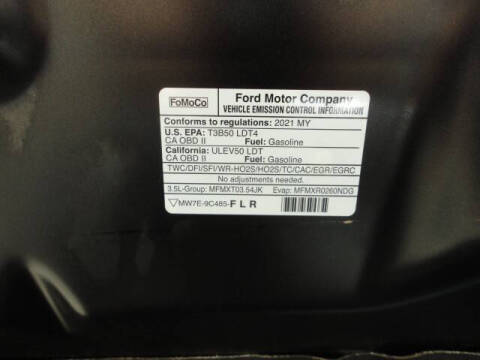 FoMoCo
Ford Motor Company
VEHICLE EMISSION CONTROL INFORMATION
Conforms to regulations: 2021 MY
U.S. EPA: T3B50 LDT4
CA OBD II Fuel: Gasoline
California: ULEV50 LDT
CA OBD II Fuel: Gasoline
TWC/DFI/SFI/WR-HO2S/HO2S/TC/CAC/EGR/EGRC
No adjustments needed.
3.5L-Group: MFMXT03.54JK Evap: MFMXR0260NDG
MW7E-9C485-FLR